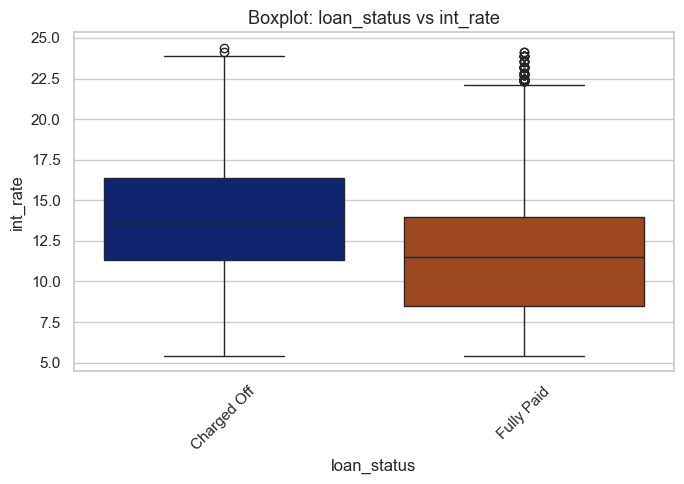 Boxplot: loan_status vs int_rate
25.0
22.5
20.0
17.5
15.0
12.5
10.0
7.5
5.0
int_rate
Charged Off
Fully Paid
loan_status